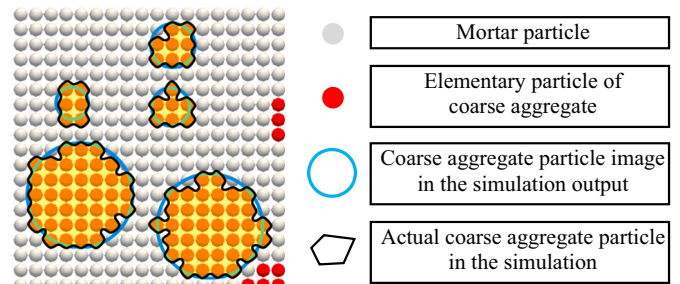 Mortar particle
Elementary particle of
coarse aggregate
Coarse aggregate particle image
in the simulation output
Actual coarse aggregate particle
in the simulation